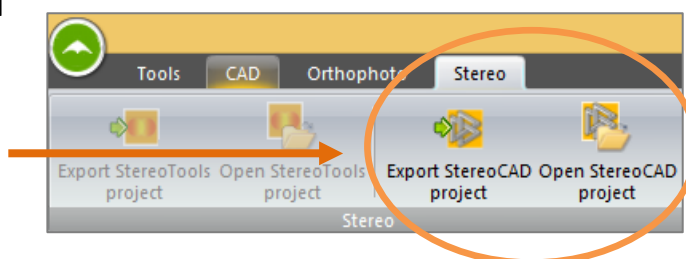 Tools CAD Orthophoto Stereo
Export StereoTools project
Open StereoTools project
Export StereoCAD project
Open StereoCAD project
Stereo